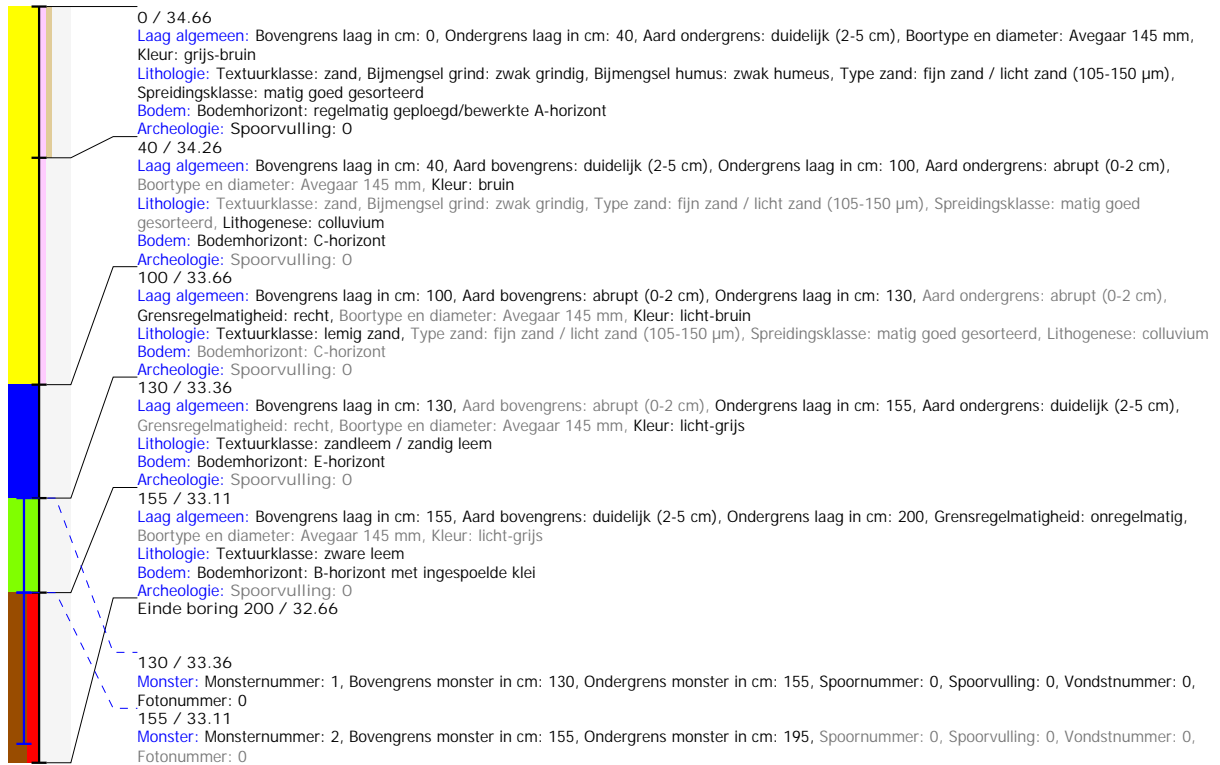 0 / 34.66
Laag algemeen: Bovengrens laag in cm: 0, Ondergrens laag in cm: 40, Aard ondergrens: duidelijk (2-5 cm), Boortype en diameter: Avegaar 145 mm,
Kleur: grijs-bruin
Lithologie: Textuurklasse: zand, Bijmengsel grind: zwak grindig, Bijmengsel humus: zwak humeus, Type zand: fijn zand / licht zand (105-150 µm),
Spreidingsklasse: matig goed gesorteerd
Bodem: Bodemhorizont: regelmatig geploegd/bewerkte A-horizont
Archeologie: Spoorvulling: 0
40 / 34.26
Laag algemeen: Bovengrens laag in cm: 40, Aard bovengrens: duidelijk (2-5 cm), Ondergrens laag in cm: 100, Aard ondergrens: abrupt (0-2 cm),
Boortype en diameter: Avegaar 145 mm, Kleur: bruin
Lithologie: Textuurklasse: zand, Bijmengsel grind: zwak grindig, Type zand: fijn zand / licht zand (105-150 µm), Spreidingsklasse: matig goed
gesorteerd, Lithogenese: colluvium
Bodem: Bodemhorizont: C-horizont
Archeologie: Spoorvulling: 0
100 / 33.66
Laag algemeen: Bovengrens laag in cm: 100, Aard bovengrens: abrupt (0-2 cm), Ondergrens laag in cm: 130, Aard ondergrens: abrupt (0-2 cm),
Grensregelmatigheid: recht, Boortype en diameter: Avegaar 145 mm, Kleur: licht-bruin
Lithologie: Textuurklasse: lemig zand, Type zand: fijn zand / licht zand (105-150 µm), Spreidingsklasse: matig goed gesorteerd, Lithogenese: colluvium
Bodem: Bodemhorizont: C-horizont
Archeologie: Spoorvulling: 0
130 / 33.36
Laag algemeen: Bovengrens laag in cm: 130, Aard bovengrens: abrupt (0-2 cm), Ondergrens laag in cm: 155, Aard ondergrens: duidelijk (2-5 cm),
Grensregelmatigheid: recht, Boortype en diameter: Avegaar 145 mm, Kleur: licht-grijs
Lithologie: Textuurklasse: zandleem / zandig leem
Bodem: Bodemhorizont: E-horizont
Archeologie: Spoorvulling: 0
155 / 33.11
Laag algemeen: Bovengrens laag in cm: 155, Aard bovengrens: duidelijk (2-5 cm), Ondergrens laag in cm: 200, Grensregelmatigheid: onregelmatig,
Boortype en diameter: Avegaar 145 mm, Kleur: licht-grijs
Lithologie: Textuurklasse: zware leem
Bodem: Bodemhorizont: B-horizont met ingespoelde klei
Archeologie: Spoorvulling: 0
Einde boring 200 / 32.66
130 / 33.36
Monster: Monsternummer: 1, Bovengrens monster in cm: 130, Ondergrens monster in cm: 155, Spoornummer: 0, Spoorvulling: 0, Vondstnummer: 0,
Fotonummer: 0
155 / 33.11
Monster: Monsternummer: 2, Bovengrens monster in cm: 155, Ondergrens monster in cm: 195, Spoornummer: 0, Spoorvulling: 0, Vondstnummer: 0,
Fotonummer: 0